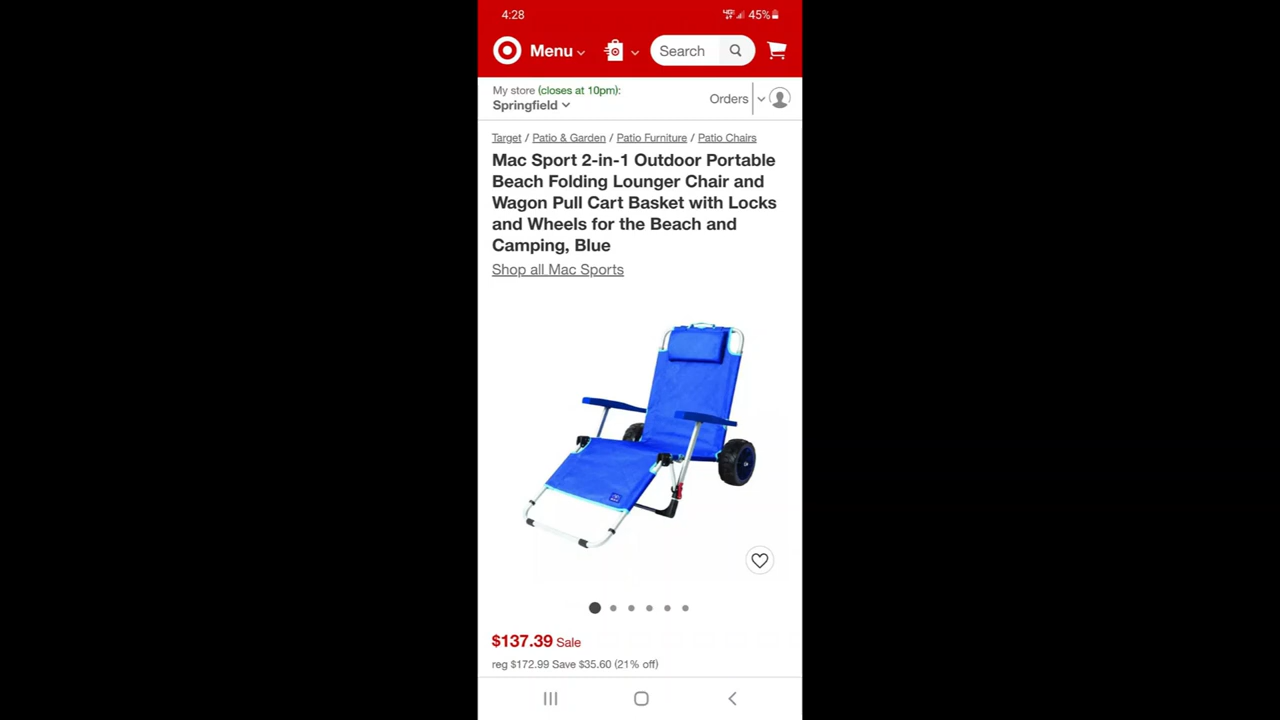 4:28 45%
Menu Search
My store (closes at 10pm):
Springfield Orders
Target / Patio & Garden / Patio Furniture / Patio Chairs
Mac Sport 2-in-1 Outdoor Portable
Beach Folding Lounger Chair and
Wagon Pull Cart Basket with Locks
and Wheels for the Beach and
Camping, Blue
Shop all Mac Sports
$137.39 Sale
reg $172.99 Save $35.60 (21% off)